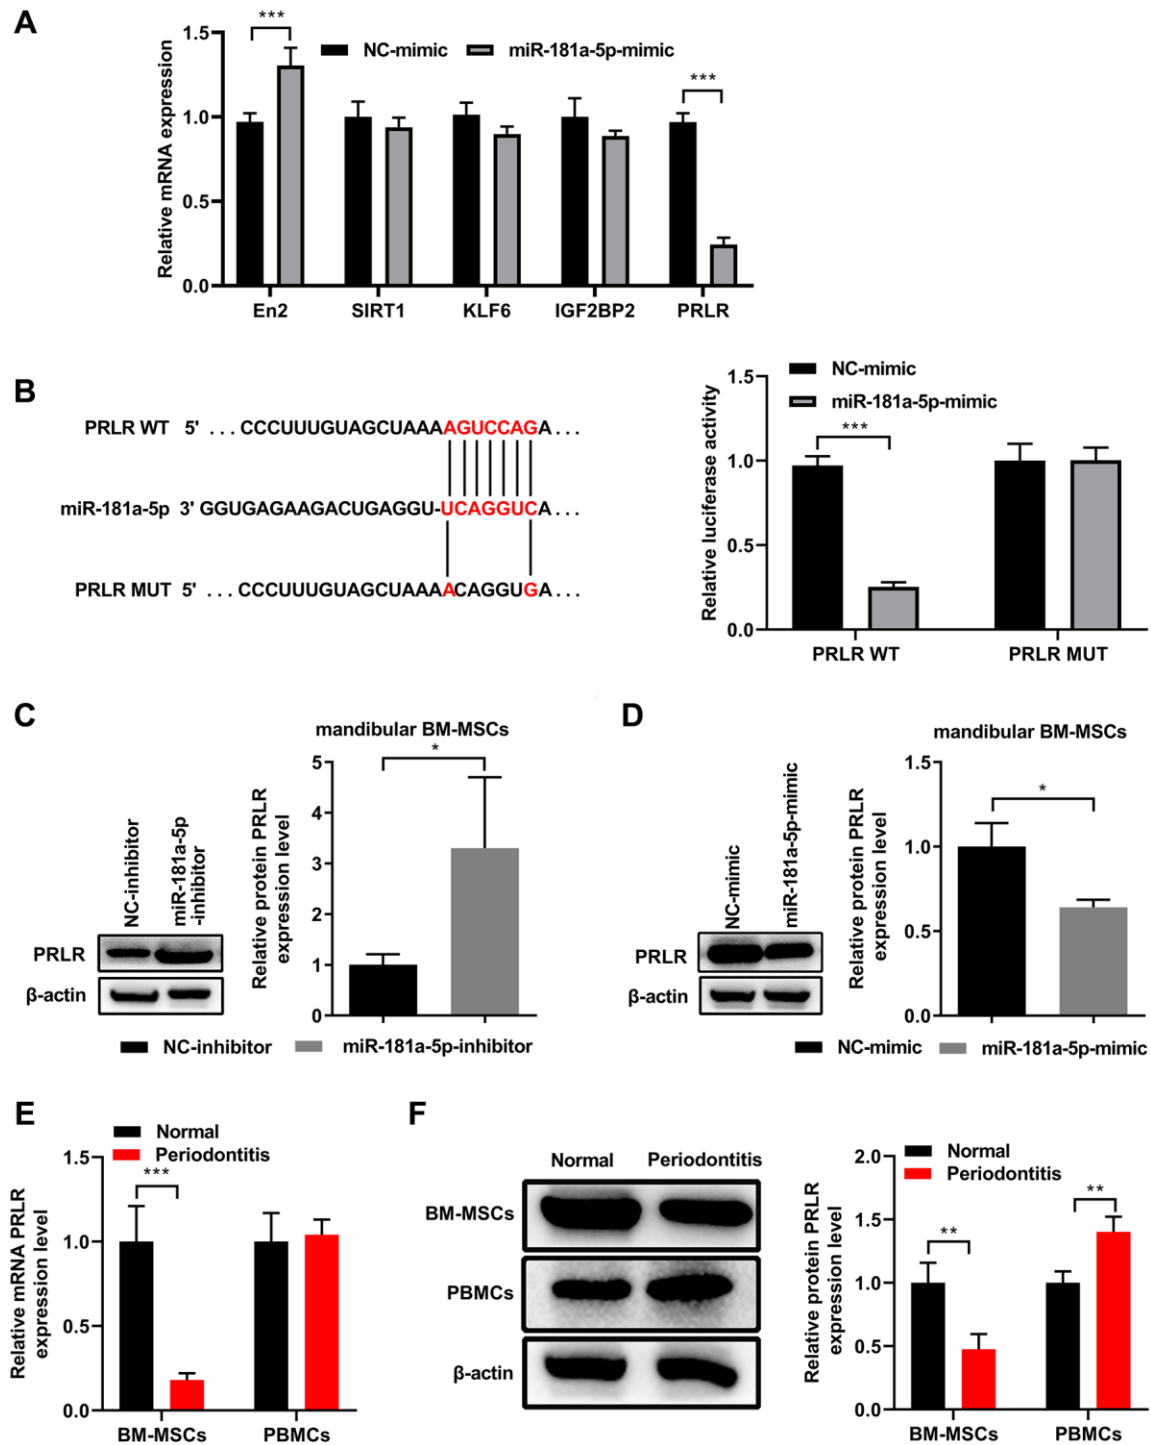 A
***
1.5
NC-mimic
miR-181a-5p-mimic
***
1.0
0.5
0.0
Relative mRNA expression
En2
SIRT1
KLF6
IGF2BP2
PRLR
B
PRLR WT 5' ... CCCUUUGUAGCUAAAAGUCCAGA...
miR-181a-5p 3' GGUGAGAAGACUGAGGU-UCAGGUCA...
PRLR MUT 5' ... CCCUUUGUAGCUAAAACAGGUGA...
NC-mimic
miR-181a-5p-mimic
***
1.5
1.0
0.5
0.0
Relative luciferase activity
PRLR WT
PRLR MUT
C
NC-inhibitor
miR-181a-5p
-inhibitor
PRLR
β-actin
mandibular BM-MSCs
*
5
4
3
2
1
0
Relative protein PRLR
expression level
NC-inhibitor
miR-181a-5p-inhibitor
D
NC-mimic
miR-181a-5p-mimic
PRLR
β-actin
mandibular BM-MSCs
*
1.5
1.0
0.5
0.0
Relative protein PRLR
expression level
NC-mimic
miR-181a-5p-mimic
E
Normal
Periodontitis
***
1.5
1.0
0.5
0.0
Relative mRNA PRLR
expression level
BM-MSCs
PBMCs
F
Normal
Periodontitis
BM-MSCs
PBMCs
β-actin
Normal
Periodontitis
**
**
2.0
1.5
1.0
0.5
0.0
Relative protein PRLR
expression level
BM-MSCs
PBMCs